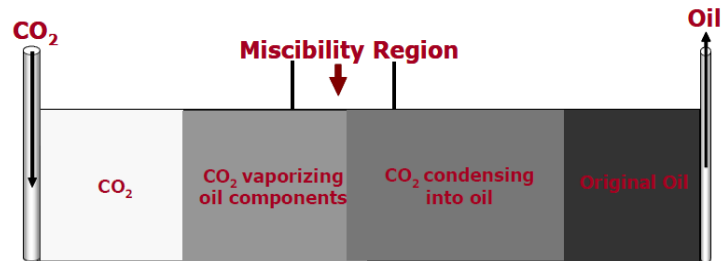 CO₂
Oil
Miscibility Region
CO₂
CO₂ vaporizing
oil components
CO₂ condensing
into oil
Original Oil